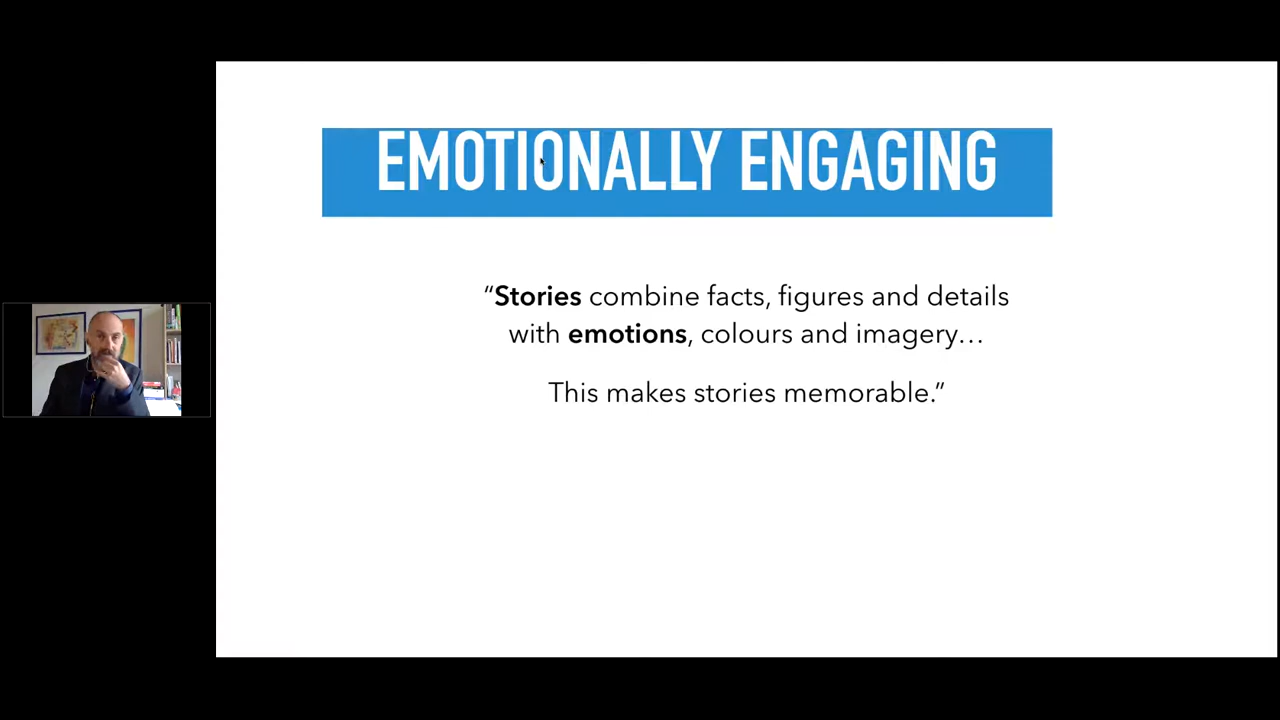 EMOTIONALLY ENGAGING
“Stories combine facts, figures and details
with emotions, colours and imagery…
This makes stories memorable.”